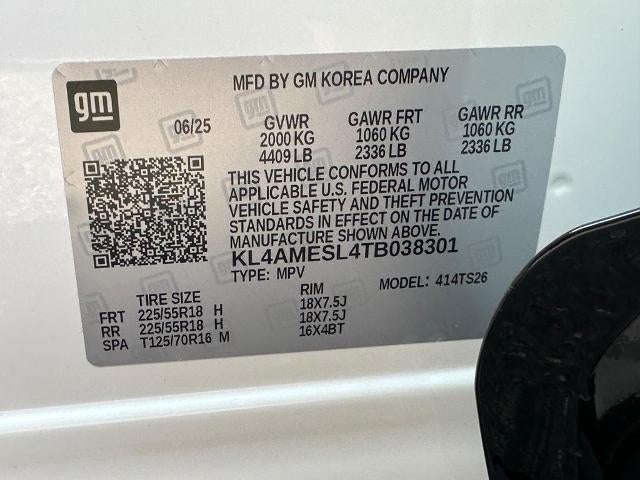 gm
MFD BY GM KOREA COMPANY
06/25 GVWR GAWR FRT GAWR RR
2000 KG 1060 KG 1060 KG
4409 LB 2336 LB 2336 LB
THIS VEHICLE CONFORMS TO ALL
APPLICABLE U.S. FEDERAL MOTOR
VEHICLE SAFETY AND THEFT PREVENTION
STANDARDS IN EFFECT ON THE DATE OF
MANUFACTURE SHOWN ABOVE.
KL4AMESL4TB038301
TYPE: MPV MODEL: 414TS26
TIRE SIZE RIM
FRT 225/55R18 H 18X7.5J
RR 225/55R18 H 18X7.5J
SPA T125/70R16 M 16X4BT